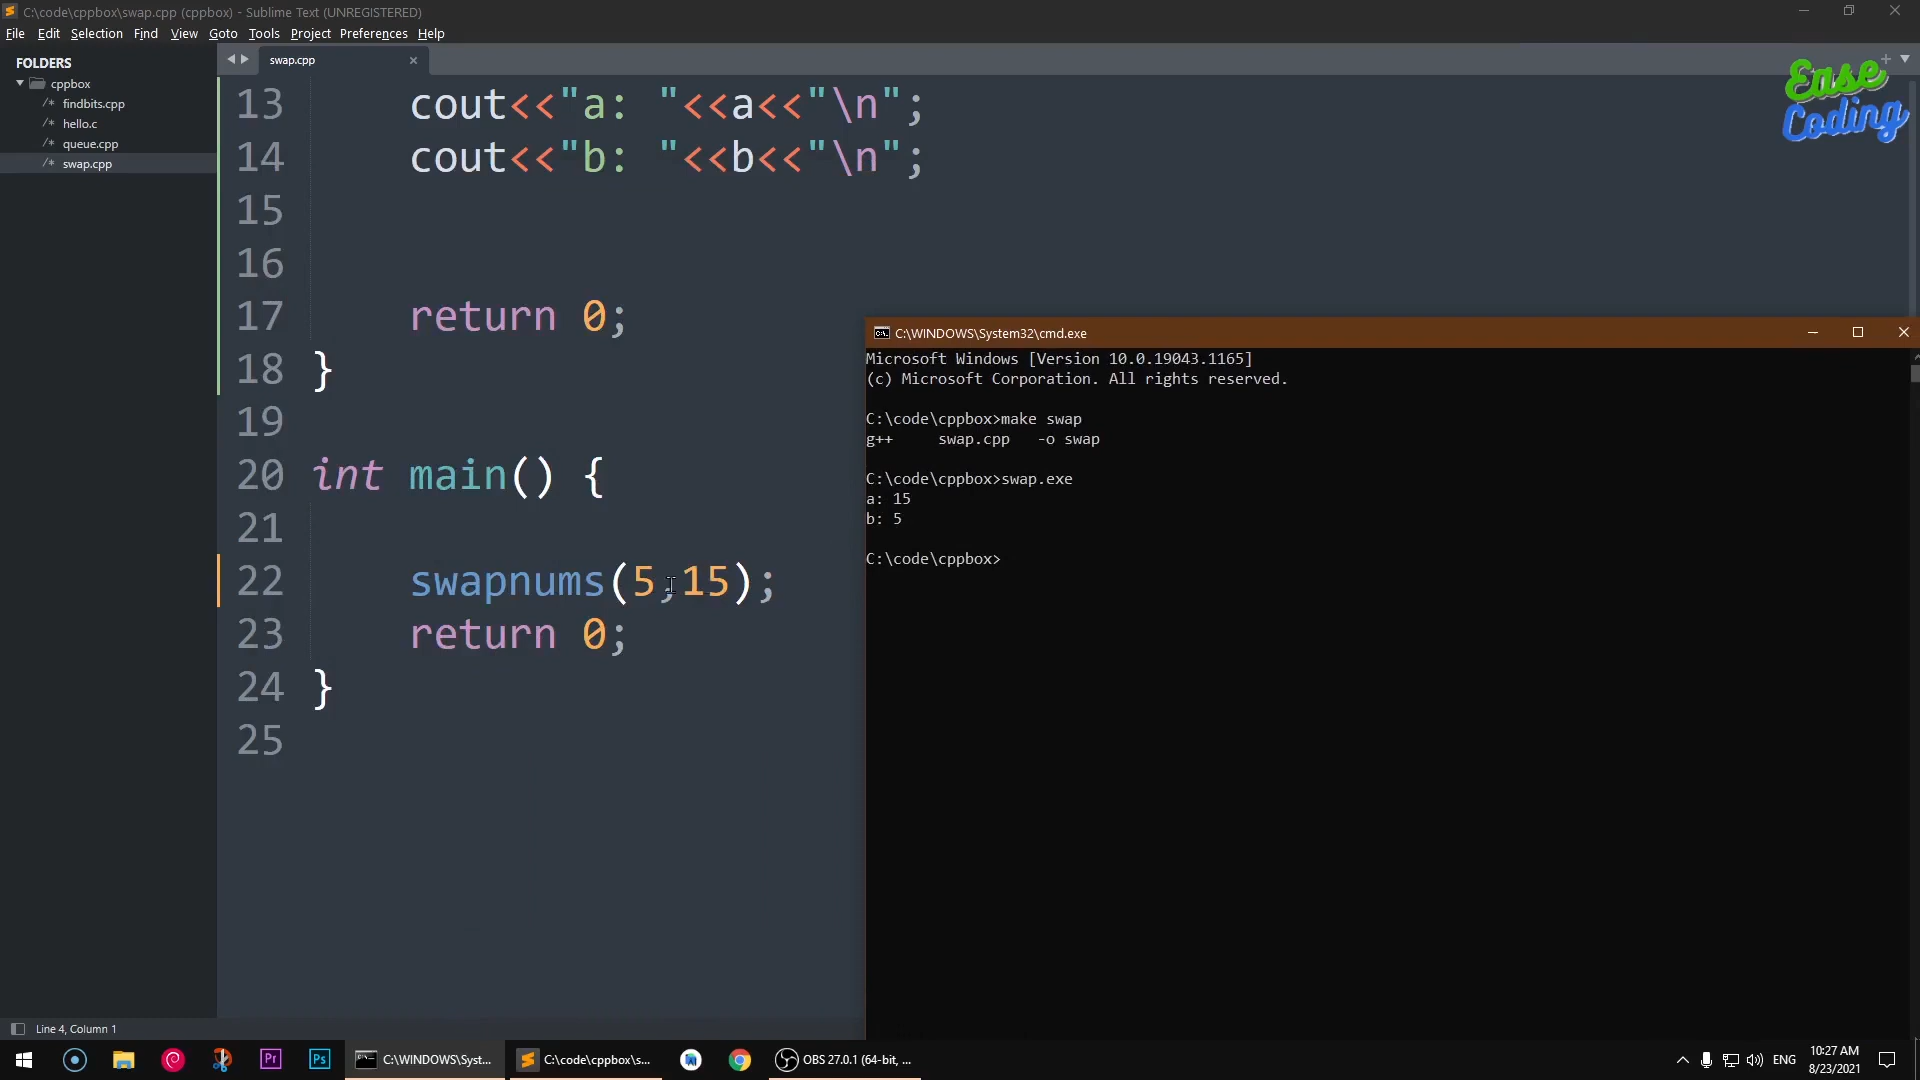 C:\code\cppbox\swap.cpp (cppbox) - Sublime Text (UNREGISTERED)
File Edit Selection Find View Goto Tools Project Preferences Help
FOLDERS
cppbox
/* findbits.cpp
/* hello.c
/* queue.cpp
/* swap.cpp
swap.cpp
Ease
Coding
13 cout<<"a: "<<a<<"\n";
14 cout<<"b: "<<b<<"\n";
15
16
17 return 0;
18 }
19
20 int main() {
21
22 swapnums(5,15);
23 return 0;
24 }
25
C:\WINDOWS\System32\cmd.exe
Microsoft Windows [Version 10.0.19043.1165]
(c) Microsoft Corporation. All rights reserved.
C:\code\cppbox>make swap
g++     swap.cpp   -o swap
C:\code\cppbox>swap.exe
a: 15
b: 5
C:\code\cppbox>
Line 4, Column 1
Pr
Ps
C:\WINDOWS\Syst...
C:\code\cppbox\s...
OBS 27.0.1 (64-bit, ...
ENG
10:27 AM
8/23/2021